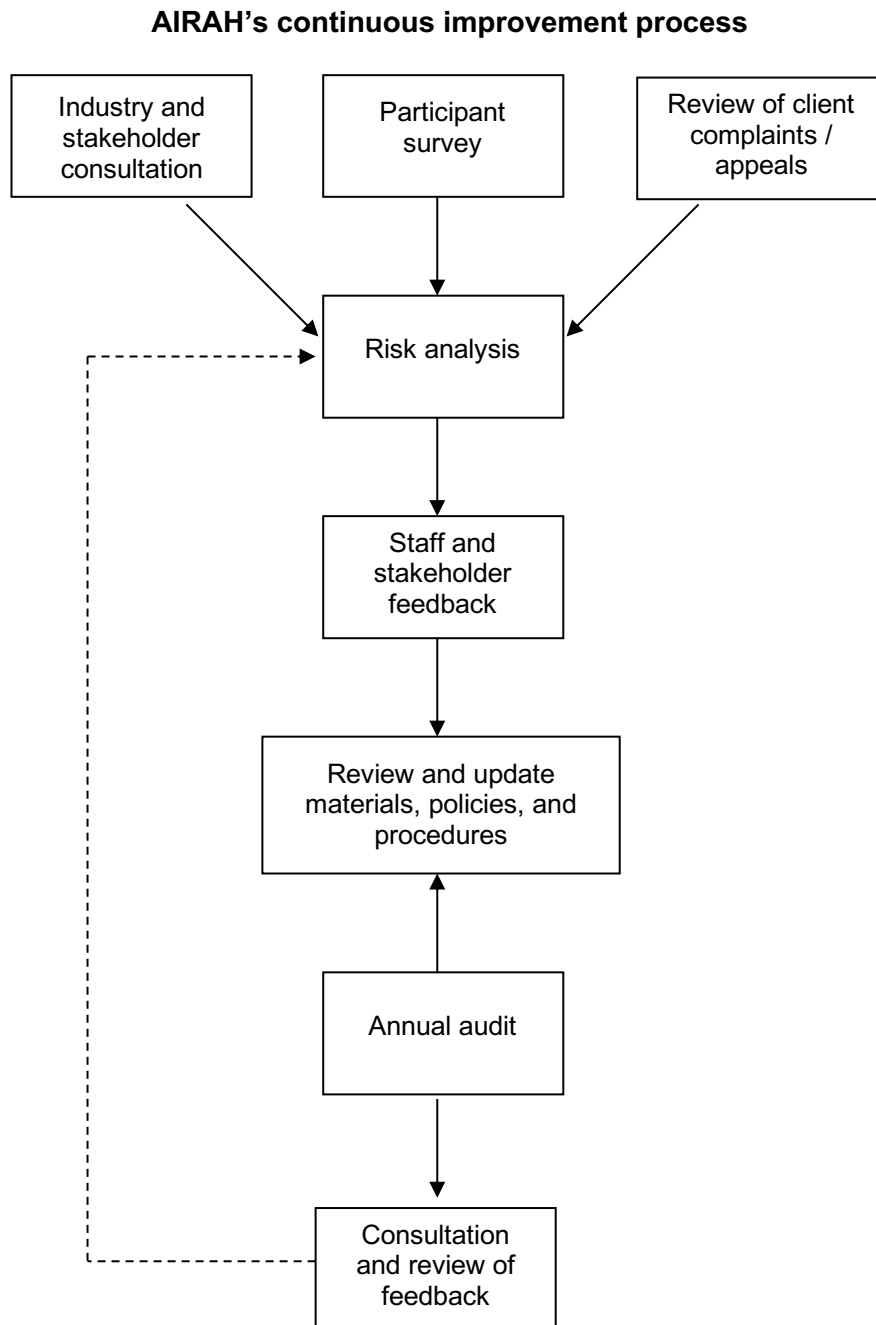 AIRAH's continuous improvement process
Industry and
stakeholder
consultation
Participant
survey
Review of client
complaints /
appeals
Risk analysis
Staff and
stakeholder
feedback
Review and update
materials, policies, and
procedures
Annual audit
Consultation
and review of
feedback